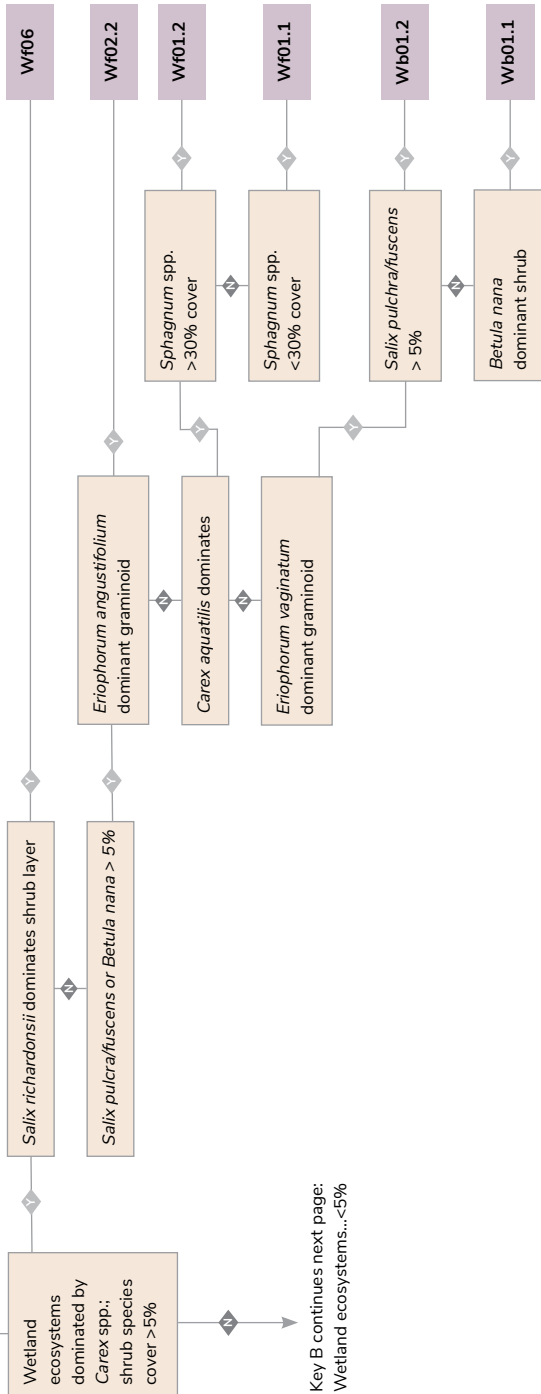 Wetland
ecosystems
dominated by
Carex spp.;
shrub species
cover >5%
Y
N
Key B continues next page:
Wetland ecosystems...<5%
Salix richardonsii dominates shrub layer
Y
Wf06
N
Salix pulcra/fuscens or Betula nana > 5%
Y
Eriophorum angustifolium
dominant graminoid
Y
Wf02.2
N
Carex aquatilis dominates
Y
Sphagnum spp.
>30% cover
Y
Wf01.2
N
Sphagnum spp.
<30% cover
Y
Wf01.1
N
Eriophorum vaginatum
dominant graminoid
Y
Salix pulchra/fuscens
> 5%
Y
Wb01.2
N
Betula nana
dominant shrub
Y
Wb01.1